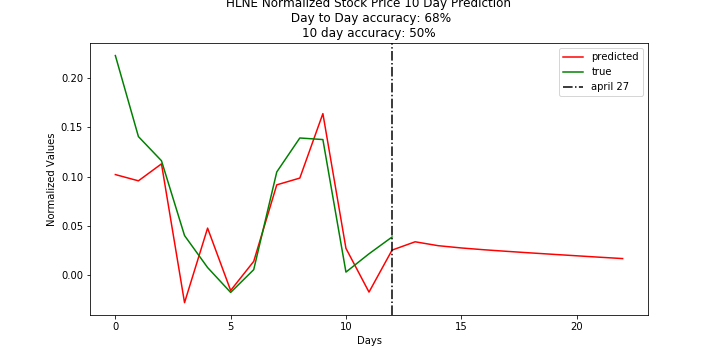 HLNE Normalized Stock Price 10 Day Prediction
Day to Day accuracy: 68%
10 day accuracy: 50%
predicted
true
april 27
Normalized Values
0.20
0.15
0.10
0.05
0.00
0
5
10
15
20
Days